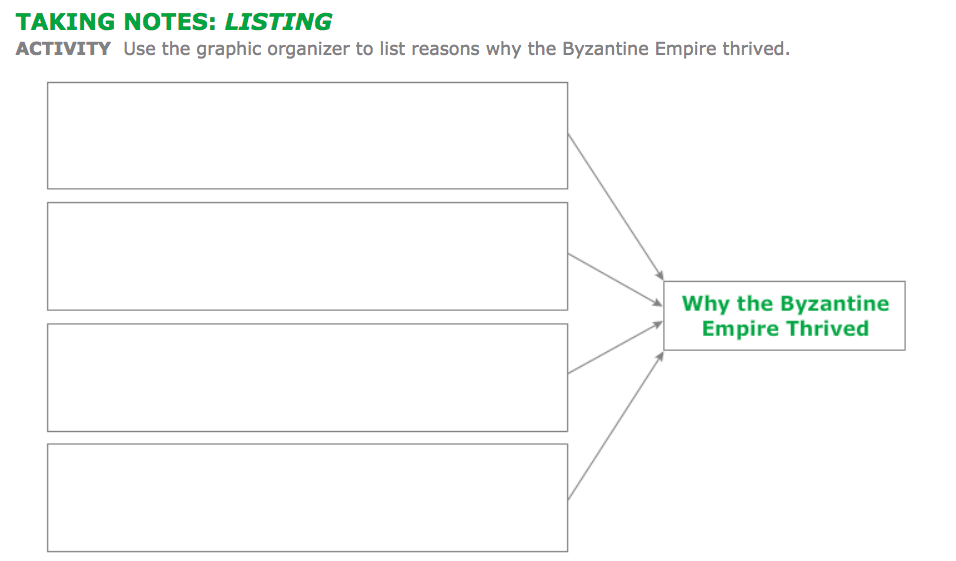 TAKING NOTES: LISTING
ACTIVITY Use the graphic organizer to list reasons why the Byzantine Empire thrived.
Why the Byzantine
Empire Thrived